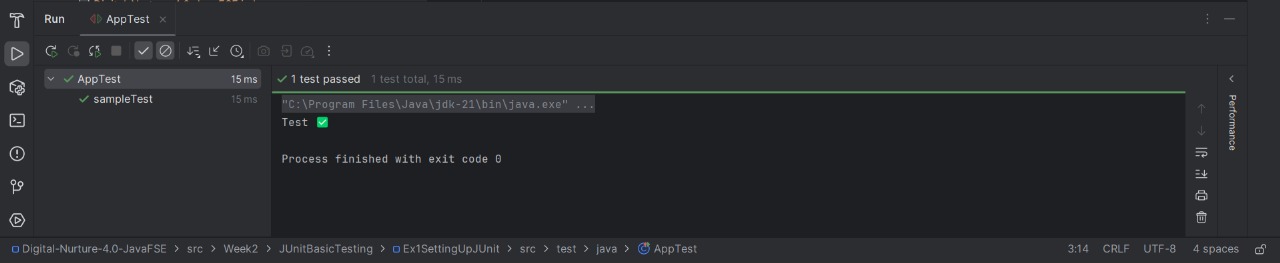 Run AppTest
AppTest 15 ms
sampleTest 15 ms
1 test passed 1 test total, 15 ms
"C:\Program Files\Java\jdk-21\bin\java.exe" ...
Test ✅
Process finished with exit code 0
Performance
Digital-Nurture-4.0-JavaFSE > src > Week2 > JUnitBasicTesting > Ex1SettingUpJUnit > src > test > java > AppTest 3:14 CRLF UTF-8 4 spaces